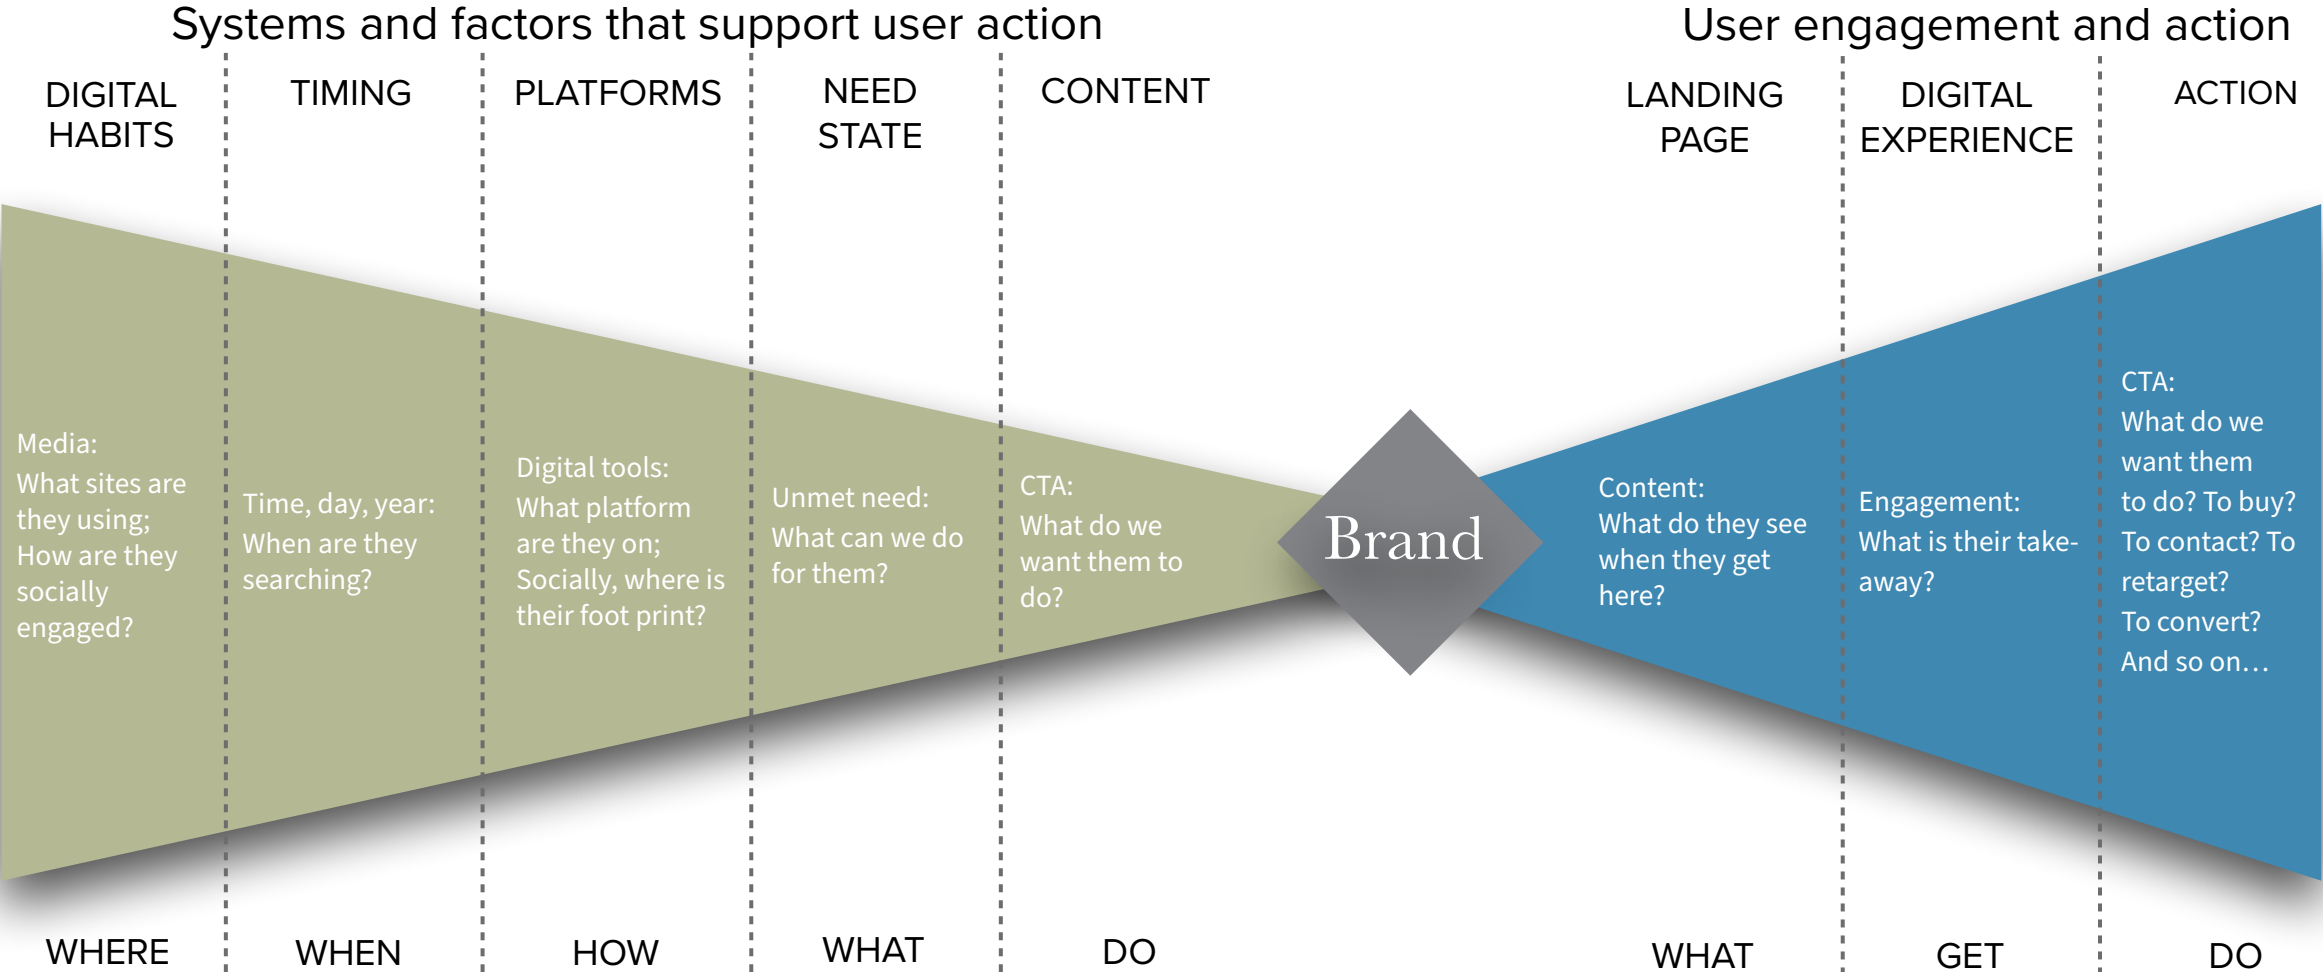 Systems and factors that support user action
User engagement and action
DIGITAL
HABITS
TIMING
PLATFORMS
NEED
STATE
CONTENT
LANDING
PAGE
DIGITAL
EXPERIENCE
ACTION
Media:
What sites are
they using;
How are they
socially
engaged?
Time, day, year:
When are they
searching?
Digital tools:
What platform
are they on;
Socially, where is
their foot print?
Unmet need:
What can we do
for them?
CTA:
What do we
want them to
do?
Brand
Content:
What do they see
when they get
here?
Engagement:
What is their take-
away?
CTA:
What do we
want them
to do? To buy?
To contact? To
retarget?
To convert?
And so on…
WHERE
WHEN
HOW
WHAT
DO
WHAT
GET
DO